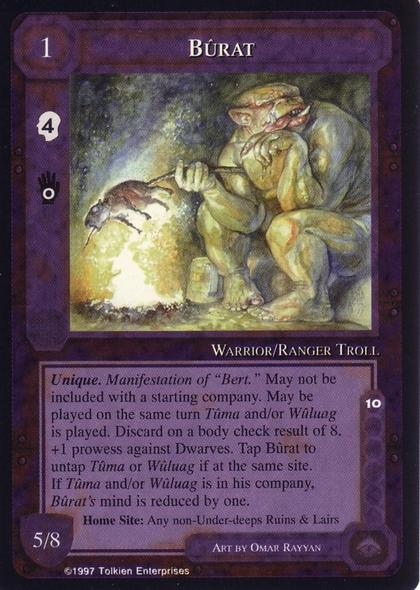 1
BÛRAT
4
0
WARRIOR/RANGER TROLL
Unique. Manifestation of “Bert.” May not be
included with a starting company. May be
played on the same turn Tûma and/or Wûluag
is played. Discard on a body check result of 8.
+1 prowess against Dwarves. Tap Bûrat to
untap Tûma or Wûluag if at the same site.
If Tûma and/or Wûluag is in his company,
Bûrat’s mind is reduced by one.
Home Site: Any non-Under-deeps Ruins & Lairs
10
5/8
ART BY OMAR RAYYAN
©1997 Tolkien Enterprises